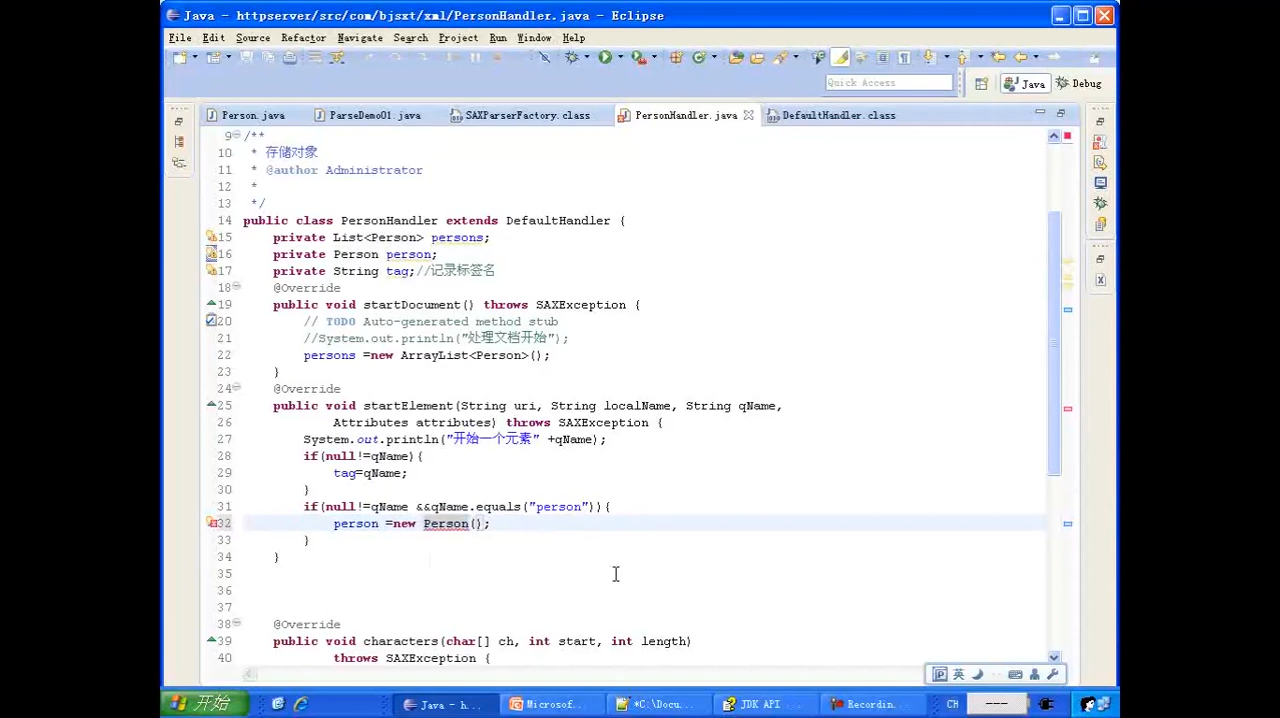 Java - httpserver/src/com/bjsxt/xml/PersonHandler.java - Eclipse
File Edit Source Refactor Navigate Search Project Run Window Help
Quick Access
Java
Debug
Person.java
ParseDemo01.java
SAXParserFactory.class
PersonHandler.java
DefaultHandler.class
9 /**
10 * 存储对象
11 * @author Administrator
12 *
13 */
14 public class PersonHandler extends DefaultHandler {
15 private List<Person> persons;
16 private Person person;
17 private String tag;//记录标签名
18 @Override
19 public void startDocument() throws SAXException {
20 // TODO Auto-generated method stub
21 //System.out.println("处理文档开始");
22 persons =new ArrayList<Person>();
23 }
24 @Override
25 public void startElement(String uri, String localName, String qName,
26 Attributes attributes) throws SAXException {
27 System.out.println("开始一个元素" +qName);
28 if(null!=qName){
29 tag=qName;
30 }
31 if(null!=qName &&qName.equals("person")){
32 person =new Person();
33 }
34 }
35
36
37
38 @Override
39 public void characters(char[] ch, int start, int length)
40 throws SAXException {
英
开始
Java - h...
Microsof...
*C:\Docu...
JDK API ...
Recordin...
CH